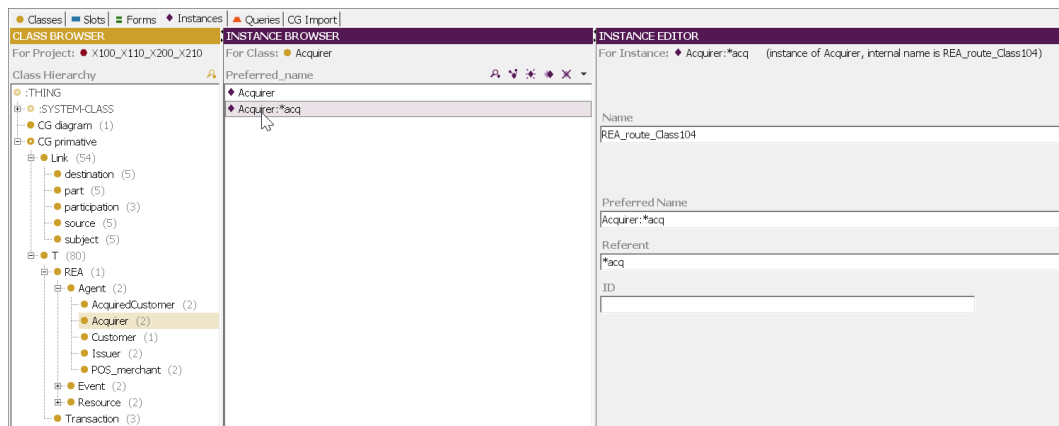 Classes Slots Forms Instances Queries CG Import
CLASS BROWSER
For Project: X100_X110_X200_X210
Class Hierarchy
:THING
:SYSTEM-CLASS
CG diagram (1)
CG primative
Link (54)
destination (5)
part (5)
participation (3)
source (5)
subject (5)
T (80)
REA (1)
Agent (2)
AcquiredCustomer (2)
Acquirer (2)
Customer (1)
Issuer (2)
POS_merchant (2)
Event (2)
Resource (2)
Transaction (3)
INSTANCE BROWSER
For Class: Acquirer
Preferred_name
Acquirer
Acquirer:*acq
INSTANCE EDITOR
For Instance: Acquirer:*acq (instance of Acquirer, internal name is REA_route_Class104)
Name
REA_route_Class104
Preferred Name
Acquirer:*acq
Referent
*acq
ID